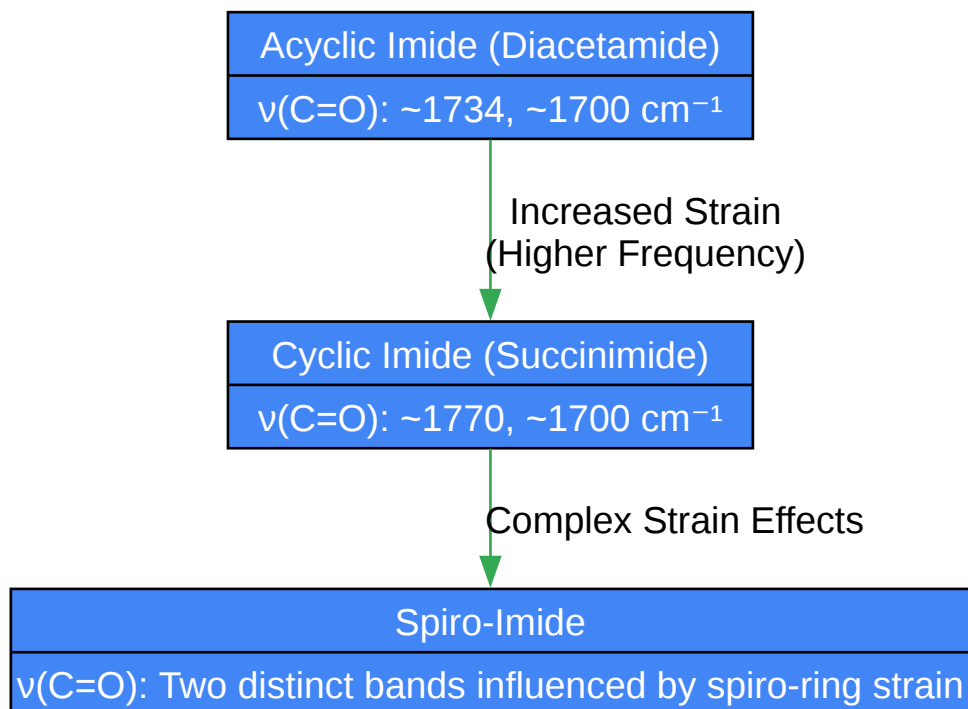 Acyclic Imide (Diacetamide)
ν(C=O): ~1734, ~1700 cm⁻¹
Increased Strain
(Higher Frequency)
Cyclic Imide (Succinimide)
ν(C=O): ~1770, ~1700 cm⁻¹
Complex Strain Effects
Spiro-Imide
ν(C=O): Two distinct bands influenced by spiro-ring strain